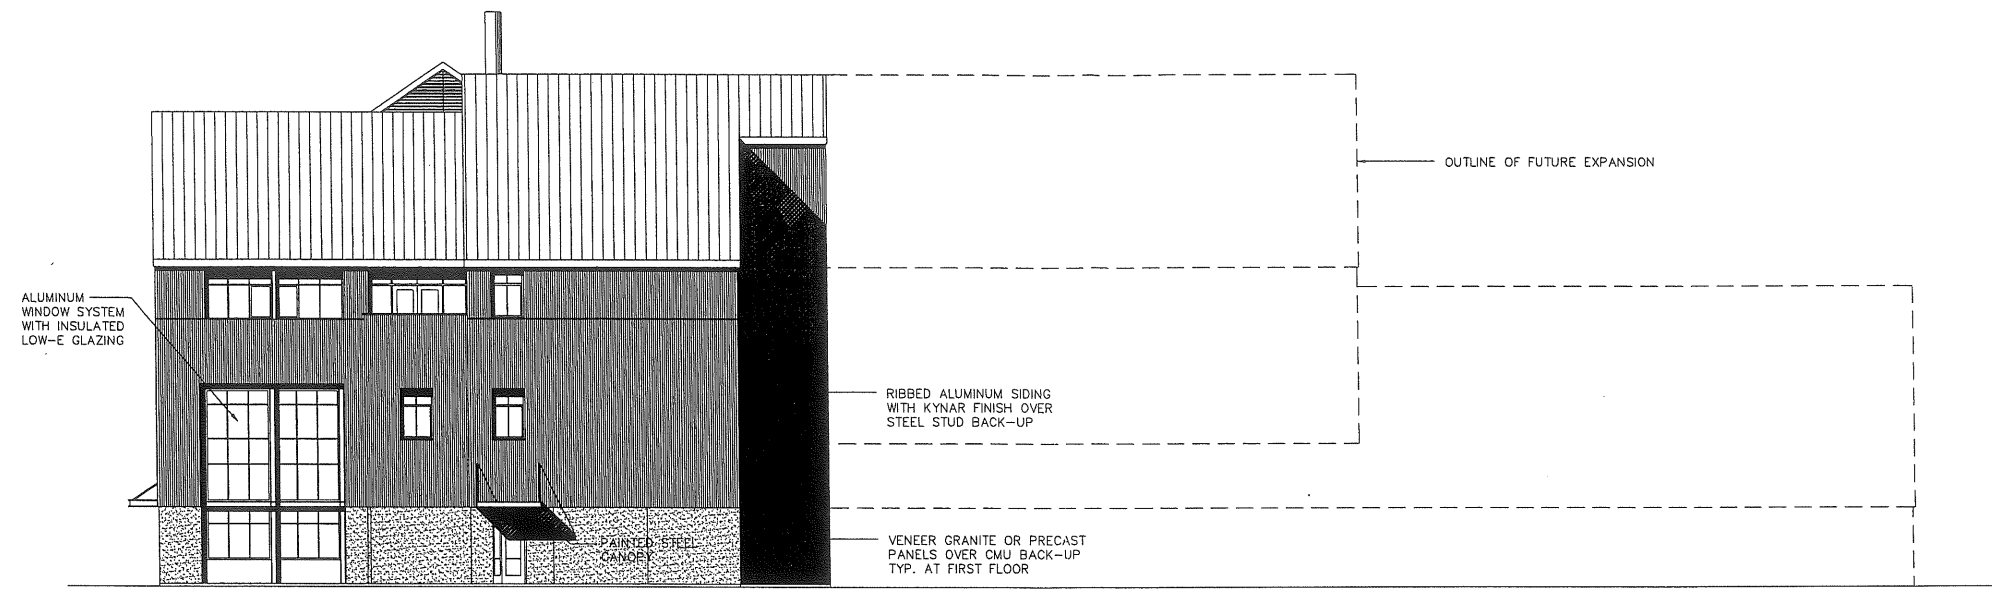 OUTLINE OF FUTURE EXPANSION
ALUMINUM
WINDOW SYSTEM
WITH INSULATED
LOW-E GLAZING
RIBBED ALUMINUM SIDING
WITH KYNAR FINISH OVER
STEEL STUD BACK-UP
PAINTED STEEL
CANOPY
VENEER GRANITE OR PRECAST
PANELS OVER CMU BACK-UP
TYP. AT FIRST FLOOR